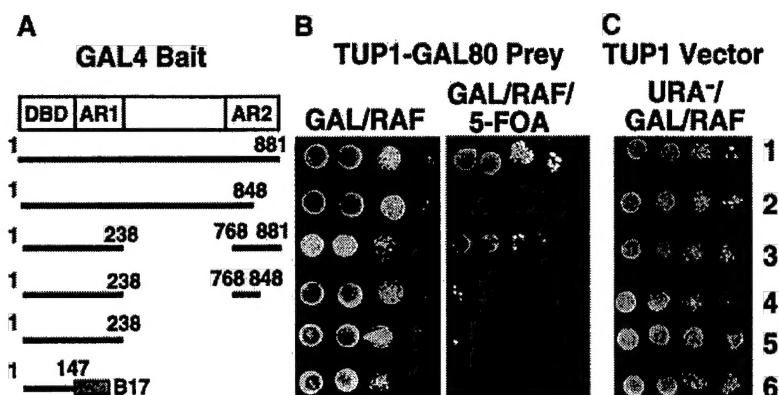 A
GAL4 Bait
DBD AR1 AR2
1 881
1 848
1 238 768 881
1 238 768 848
1 238
1 147 B17
B
TUP1-GAL80 Prey
GAL/RAF
GAL/RAF/
5-FOA
C
TUP1 Vector
URA-/
GAL/RAF
1
2
3
4
5
6